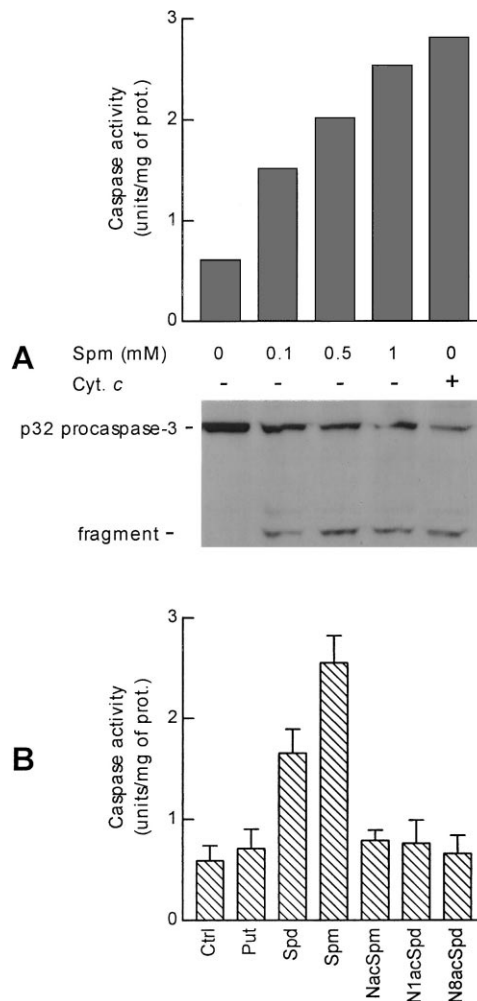 3
2
1
0
Caspase activity
(units/mg of prot.)
A
Spm (mM) 0 0.1 0.5 1 0
Cyt. c - - - - +
p32 procaspase-3 -
fragment -
B
3
2
1
0
Caspase activity
(units/mg of prot.)
Ctrl
Put
Spd
Spm
NacSpm
N1acSpd
N8acSpd